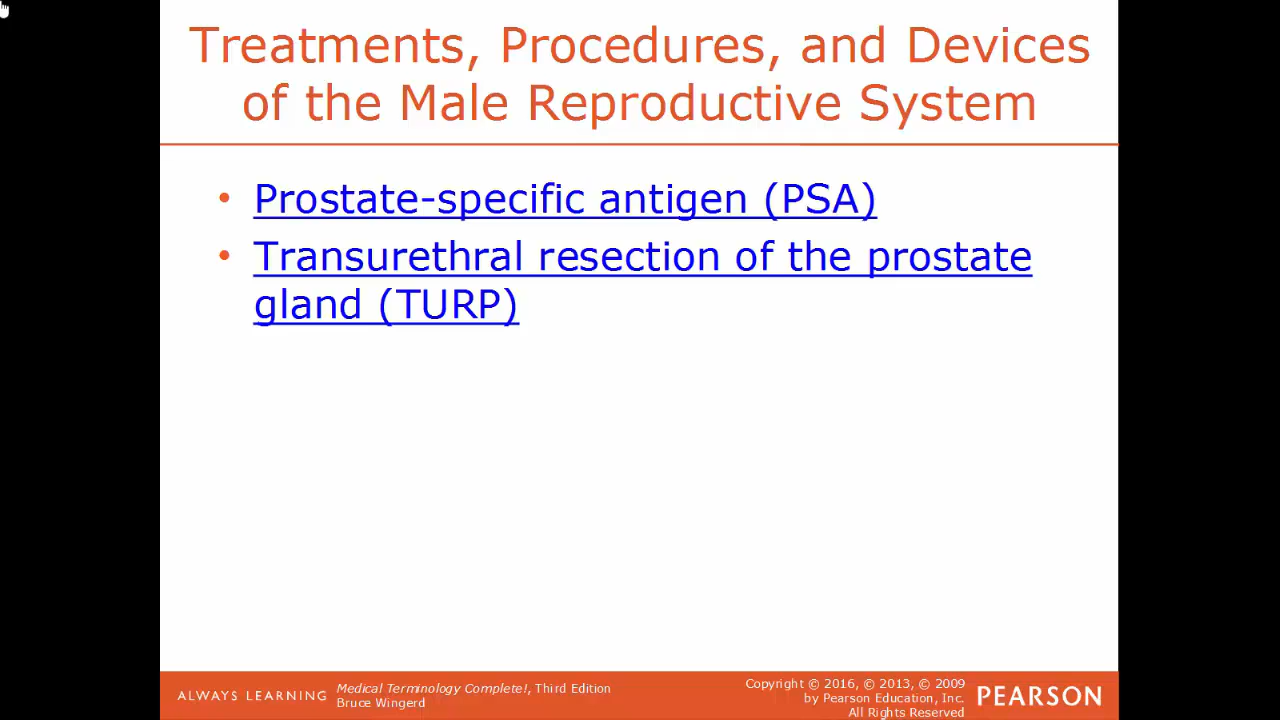 Treatments, Procedures, and Devices
of the Male Reproductive System
• Prostate-specific antigen (PSA)
• Transurethral resection of the prostate
gland (TURP)
ALWAYS LEARNING
Medical Terminology Complete!, Third Edition
Bruce Wingerd
Copyright © 2016, © 2013, © 2009
by Pearson Education, Inc.
All Rights Reserved
PEARSON